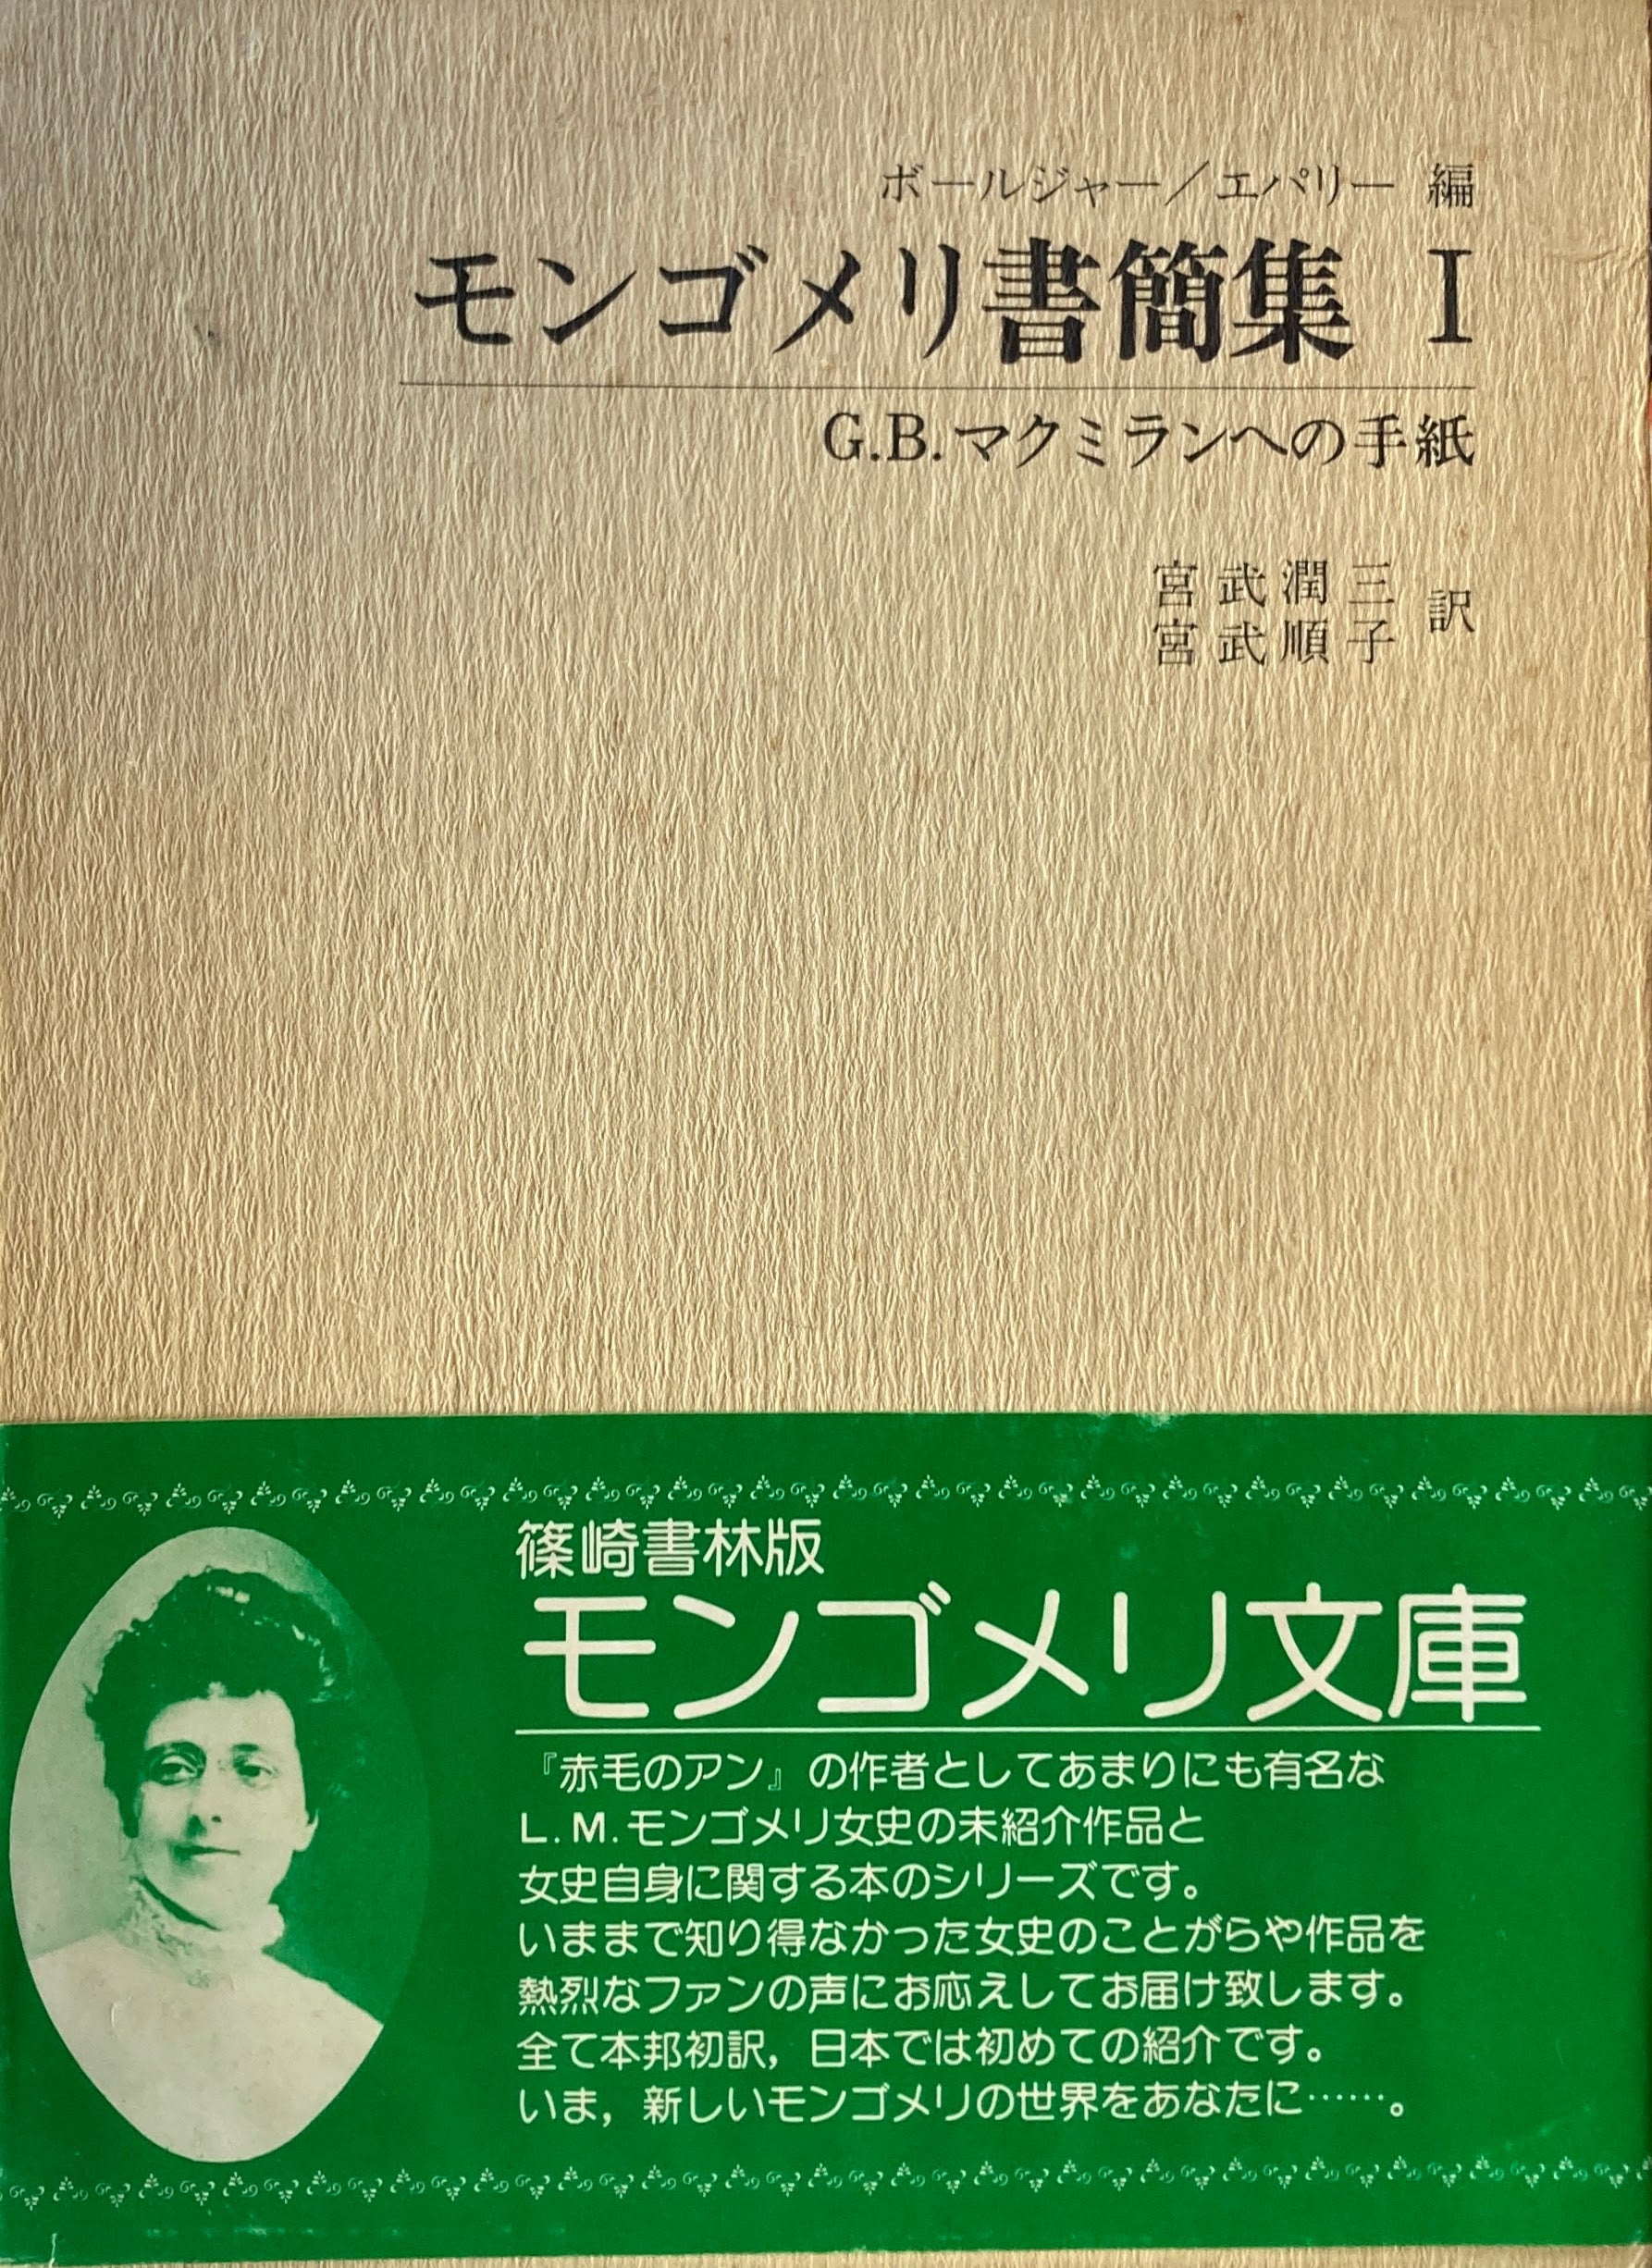 ボールジャー／エパリー 編
モンゴメリ書簡集 I
G.B.マクミランへの手紙
宮武潤三
宮武順子 訳
篠崎書林版
モンゴメリ文庫
『赤毛のアン』の作者としてあまりにも有名な
L.M.モンゴメリ女史の未紹介作品と
女史自身に関する本のシリーズです。
いままで知り得なかった女史のことがらや作品を
熱烈なファンの声にお応えしてお届け致します。
全て本邦初訳，日本では初めての紹介です。
いま，新しいモンゴメリの世界をあなたに……。